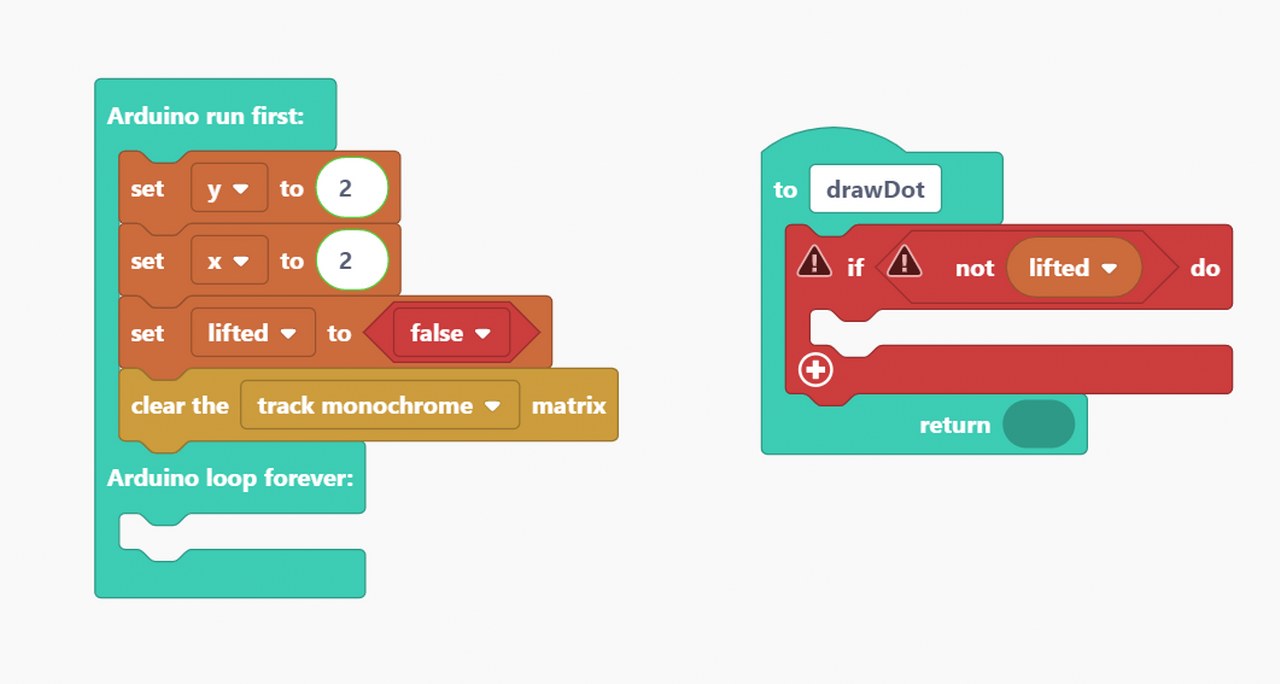 Arduino run first:
set y to 2
set x to 2
set lifted to false
clear the track monochrome matrix
Arduino loop forever:
to drawDot
if not lifted do
return